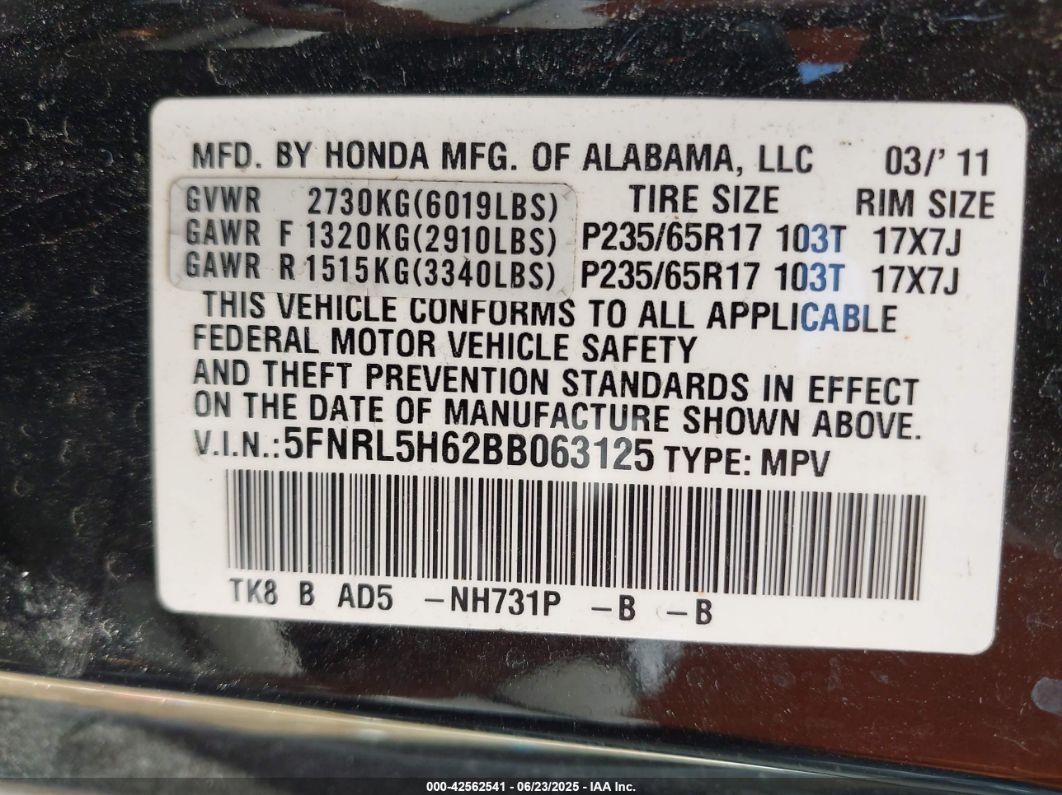 MFD. BY HONDA MFG. OF ALABAMA, LLC 03/' 11
GVWR 2730KG(6019LBS) TIRE SIZE RIM SIZE
GAWR F 1320KG(2910LBS) P235/65R17 103T 17X7J
GAWR R 1515KG(3340LBS) P235/65R17 103T 17X7J
THIS VEHICLE CONFORMS TO ALL APPLICABLE
FEDERAL MOTOR VEHICLE SAFETY
AND THEFT PREVENTION STANDARDS IN EFFECT
ON THE DATE OF MANUFACTURE SHOWN ABOVE.
V.I.N.: 5FNRL5H62BB063125 TYPE: MPV
TK8 B AD5 -NH731P -B -B
000-42562541 - 06/23/2025 - IAA Inc.